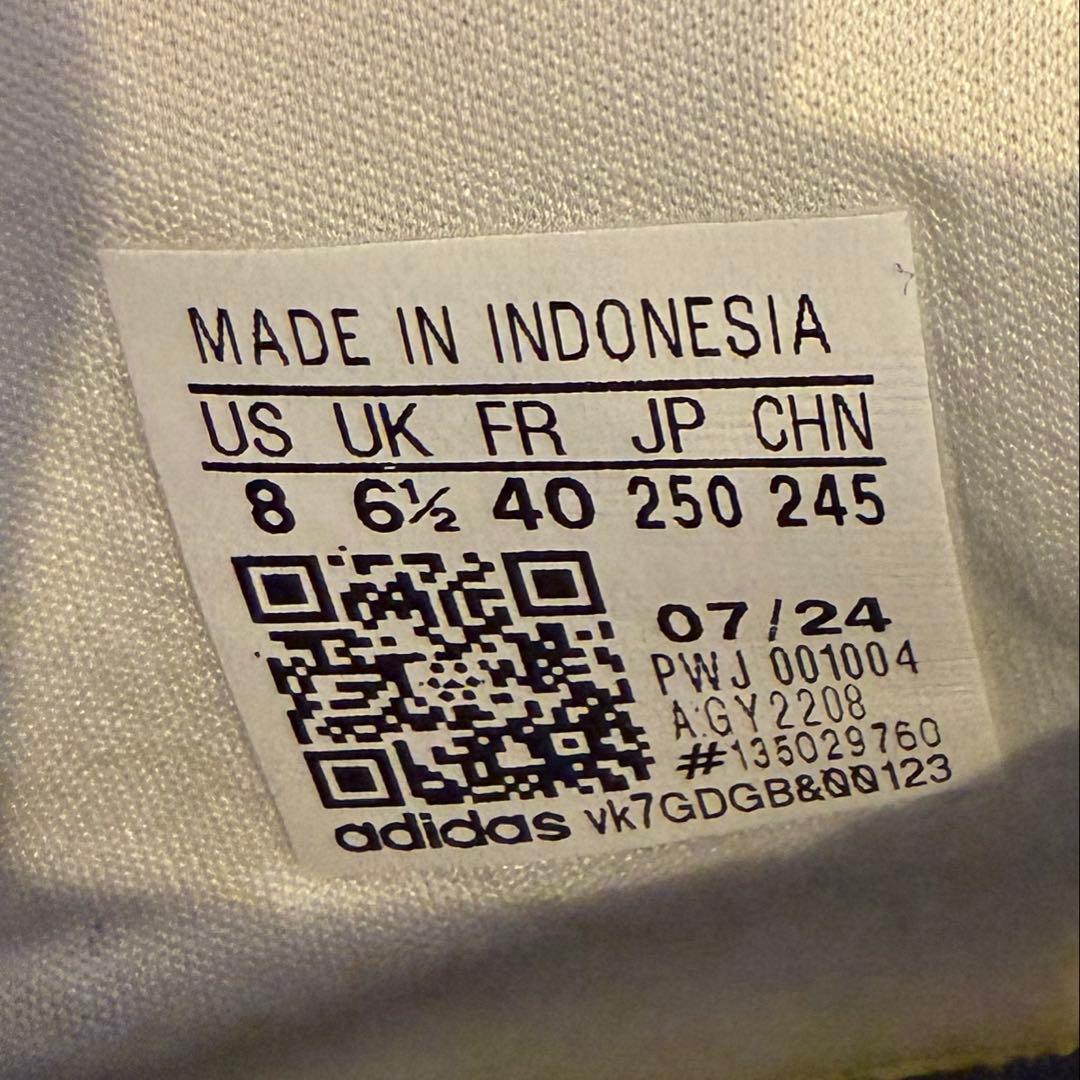 MADE IN INDONESIA
US UK FR JP CHN
8 6½ 40 250 245
07/24
PWJ 001004
A:GY2208
#135029760
adidas vk7GDGB&00123